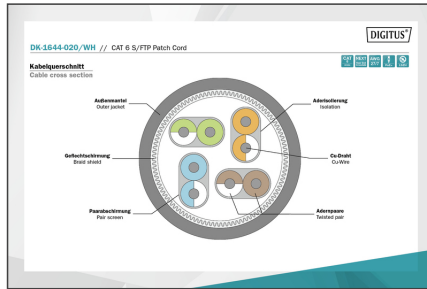 DIGITUS®
DK-1644-020/WH // CAT 6 S/FTP Patch Cord
Kabelquerschnitt
Cable cross section
Außenmantel
Outer jacket
Aderisolierung
Isolation
Geflechtschirmung
Braid shield
Cu-Draht
Cu-Wire
Paarabschirmung
Pair screen
Adernpaare
Twisted pair